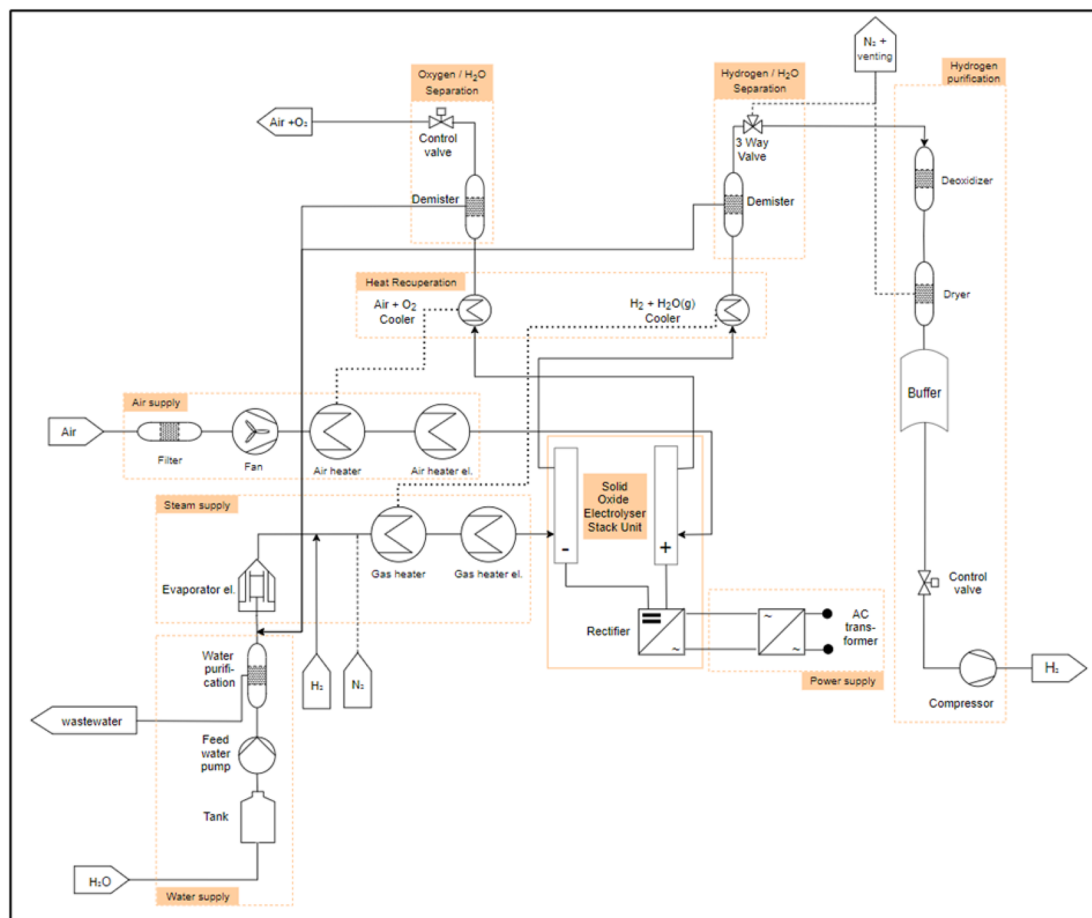 N₂ +
venting
Hydrogen
purification
Oxygen / H₂O
Separation
Hydrogen / H₂O
Separation
Air +O₂
Control
valve
3 Way
Valve
Deoxidizer
Demister
Demister
Heat Recuperation
Dryer
Air + O₂
Cooler
H₂ + H₂O(g)
Cooler
Buffer
Air supply
Air
Filter
Fan
Air heater
Air heater el.
Solid
Oxide
Electrolyser
Stack Unit
Steam supply
-
+
Gas heater
Gas heater el.
Evaporator el.
Control
valve
Rectifier
~
~
~
AC
trans-
former
Water
purifi-
cation
H₂
N₂
Power supply
H₂
Compressor
wastewater
Feed
water
pump
Tank
H₂O
Water supply